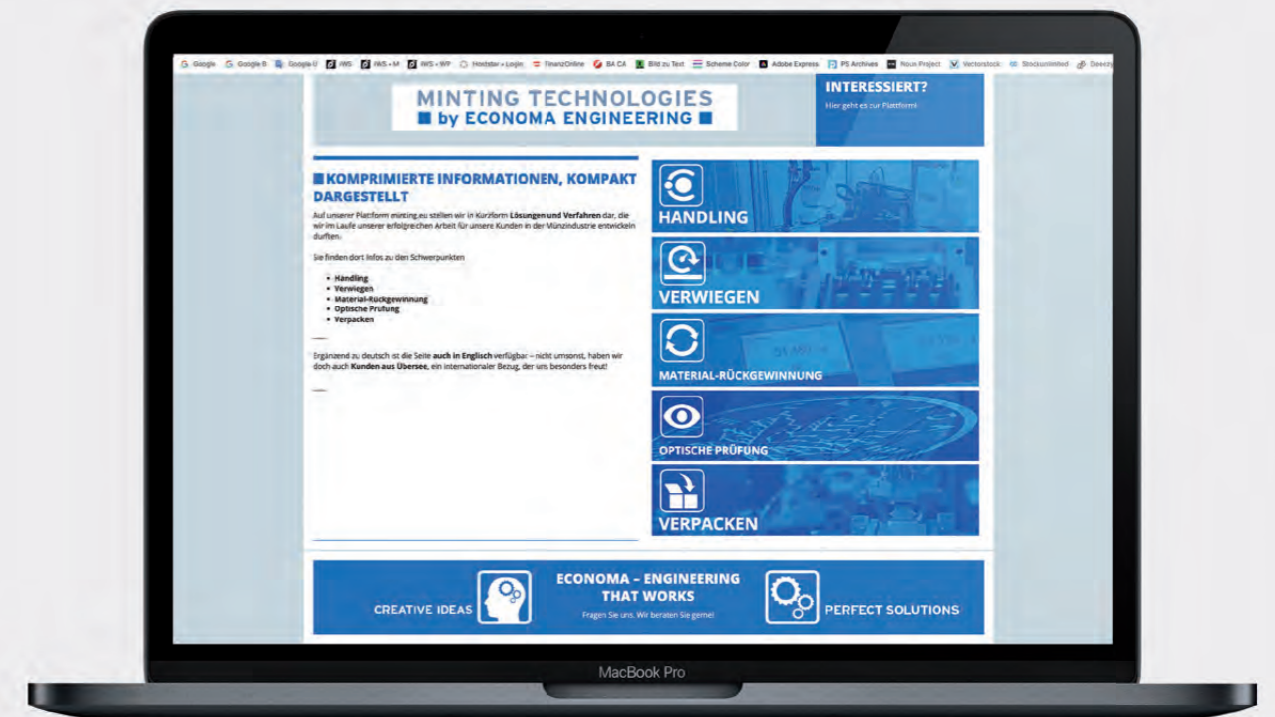 Google Google B Google Ü IWS IWS + M IWS + WP Hostster • Login FinanzOnline BA CA Bild zu Text Scheme Color Adobe Express PS Archives Noun Project Vectorstock StockUnlimited Deeezy
MINTING TECHNOLOGIES
by ECONOMA ENGINEERING
INTERESSIERT?
Hier geht es zur Plattform!
KOMPRIMIERTE INFORMATIONEN, KOMPAKT
DARGESTELLT
Auf unserer Plattform minting.eu stellen wir in Kurzform Lösungen und Verfahren dar, die
wir im Laufe unserer erfolgreichen Arbeit für unsere Kunden in der Münzindustrie entwickeln
durften.
Sie finden dort Infos zu den Schwerpunkten
• Handling
• Verwiegen
• Material-Rückgewinnung
• Optische Prüfung
• Verpacken
Ergänzend zu deutsch ist die Seite auch in Englisch verfügbar – nicht umsonst, haben wir
doch auch Kunden aus Übersee, ein internationaler Bezug, der uns besonders freut!
HANDLING
VERWIEGEN
MATERIAL-RÜCKGEWINNUNG
OPTISCHE PRÜFUNG
VERPACKEN
CREATIVE IDEAS
ECONOMA – ENGINEERING
THAT WORKS
Fragen Sie uns. Wir beraten Sie gerne!
PERFECT SOLUTIONS
MacBook Pro